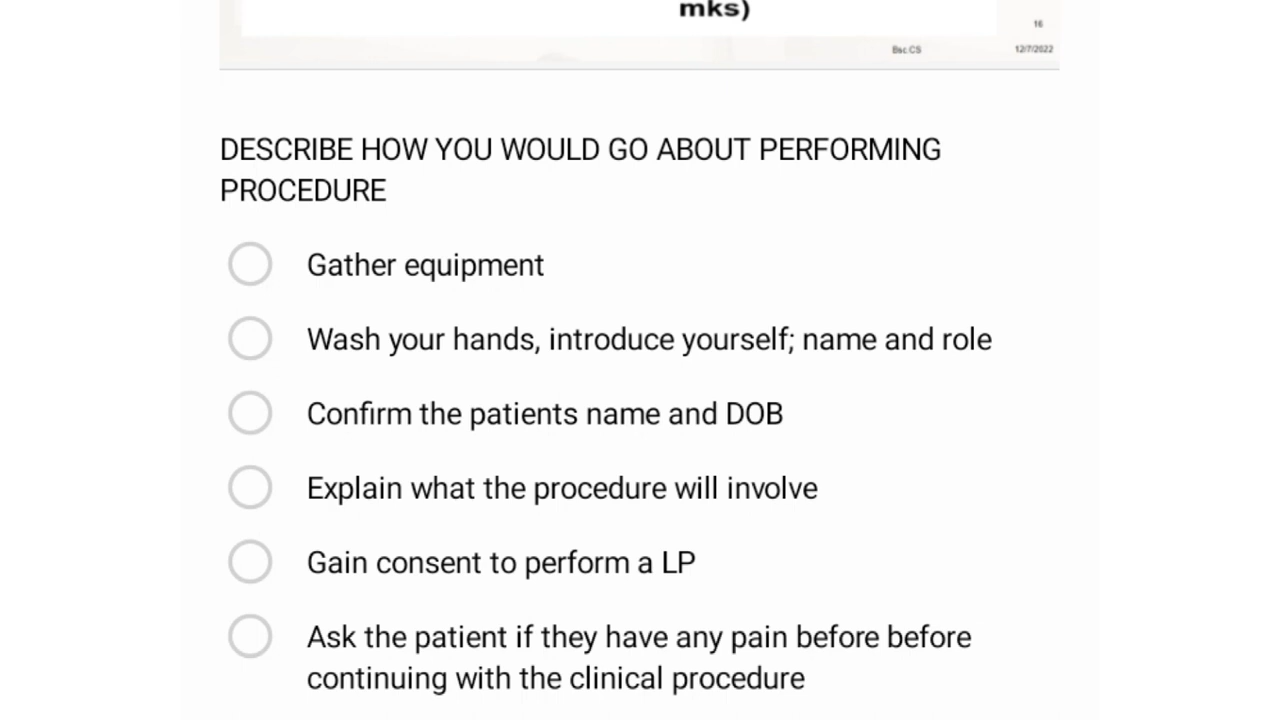 mks)
16
Bsc.CS
12/7/2022
DESCRIBE HOW YOU WOULD GO ABOUT PERFORMING
PROCEDURE
Gather equipment
Wash your hands, introduce yourself; name and role
Confirm the patients name and DOB
Explain what the procedure will involve
Gain consent to perform a LP
Ask the patient if they have any pain before before
continuing with the clinical procedure